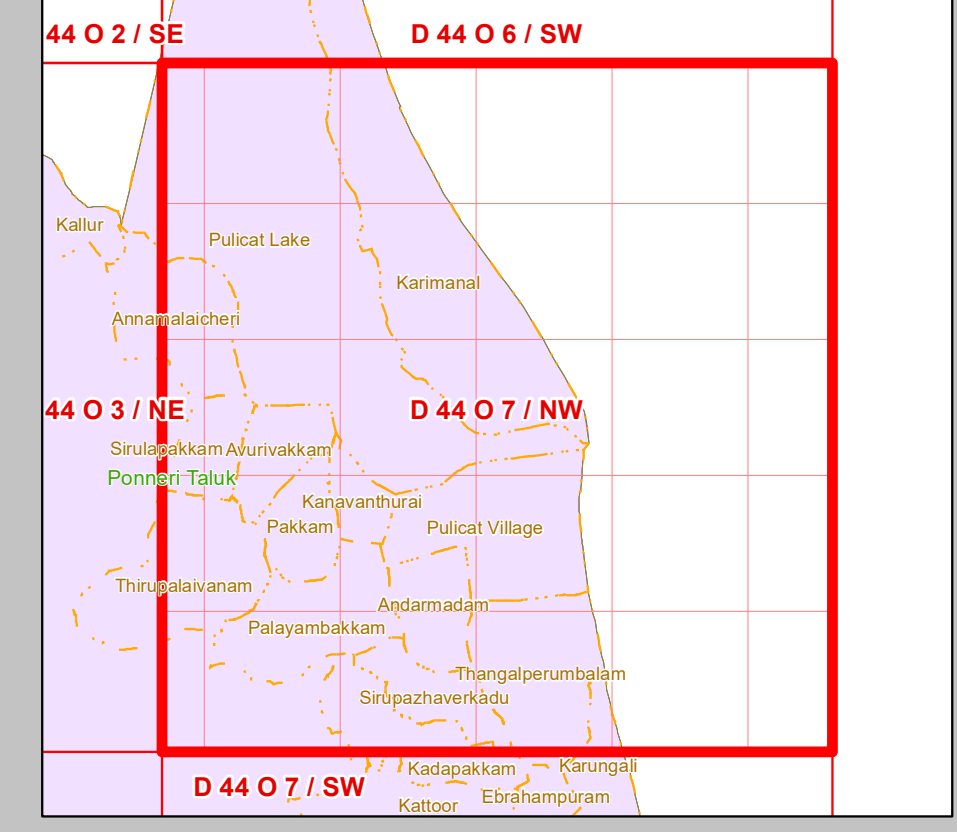 44 O 2 / SE
D 44 O 6 / SW
Kallur
Pulicat Lake
Karimanal
Annamalaicheri
44 O 3 / NE
D 44 O 7 / NW
Sirulapakkam
Avurivakkam
Ponneri Taluk
Kanavanthurai
Pakkam
Pulicat Village
Thirupalaivanam
Andarmadam
Palayambakkam
Thangalperumbalam
Sirupazhaverkadu
Kadapakkam
Karungali
D 44 O 7 / SW
Ebrahampuram
Kattoor